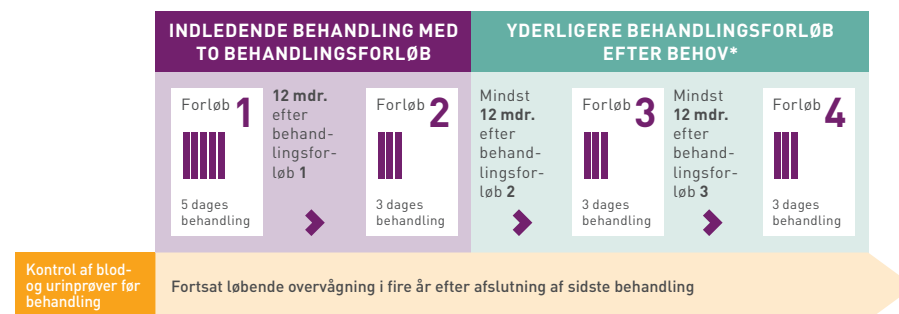 INDLEDENDE BEHANDLING MED
TO BEHANDLINGSFORLØB
YDERLIGERE BEHANDLINGSFORLØB
EFTER BEHOV*
Forløb 1
5 dages
behandling
12 mdr.
efter
behand-
lingsfor-
løb 1
Forløb 2
3 dages
behandling
Mindst
12 mdr.
efter
behand-
lingsfor-
løb 2
Forløb 3
3 dages
behandling
Mindst
12 mdr.
efter
behand-
lingsfor-
løb 3
Forløb 4
3 dages
behandling
Kontrol af blod-
og urinprøver før
behandling
Fortsat løbende overvågning i fire år efter afslutning af sidste behandling